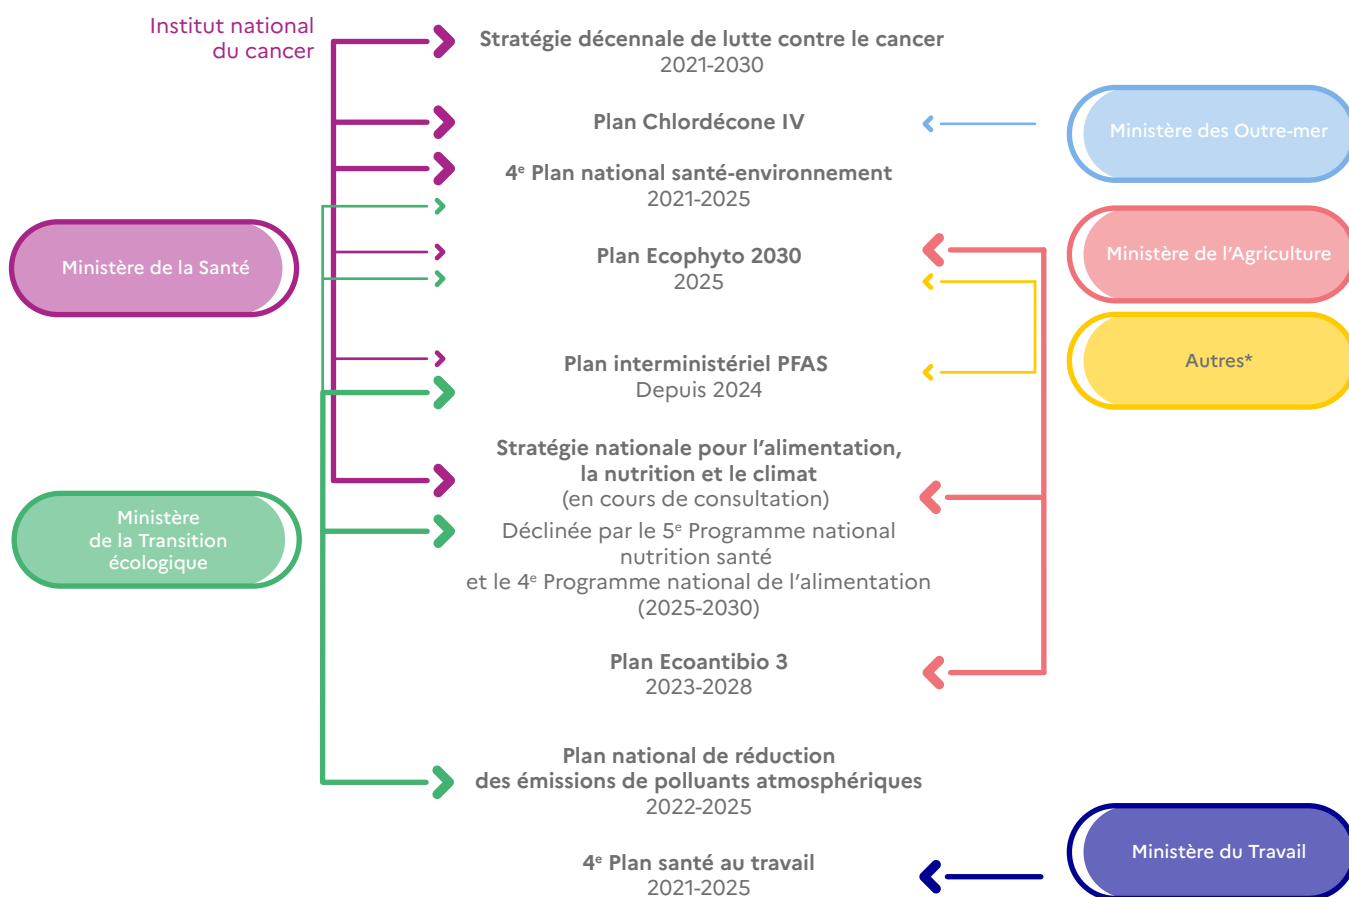 Institut national
du cancer
Stratégie décennale de lutte contre le cancer
2021-2030
Plan Chlordécone IV
Ministère des Outre-mer
4ᵉ Plan national santé-environnement
2021-2025
Ministère de la Santé
Plan Ecophyto 2030
2025
Ministère de l’Agriculture
Plan interministériel PFAS
Depuis 2024
Autres*
Stratégie nationale pour l’alimentation,
la nutrition et le climat
(en cours de consultation)
Déclinée par le 5ᵉ Programme national
nutrition santé
et le 4ᵉ Programme national de l’alimentation
(2025-2030)
Ministère
de la Transition
écologique
Plan Ecoantibio 3
2023-2028
Plan national de réduction
des émissions de polluants atmosphériques
2022-2025
4ᵉ Plan santé au travail
2021-2025
Ministère du Travail